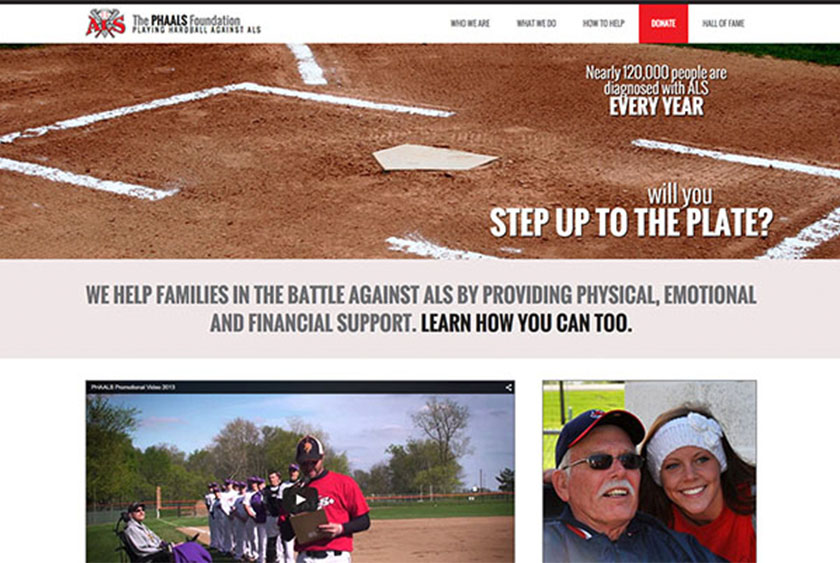 ALS
The PHAALS Foundation
PLAYING HARDBALL AGAINST ALS
WHO WE ARE
WHAT WE DO
HOW TO HELP
DONATE
HALL OF FAME
Nearly 120,000 people are
diagnosed with ALS
EVERY YEAR
will you
STEP UP TO THE PLATE?
WE HELP FAMILIES IN THE BATTLE AGAINST ALS BY PROVIDING PHYSICAL, EMOTIONAL
AND FINANCIAL SUPPORT. LEARN HOW YOU CAN TOO.
PHAALS Promotional Video 2013